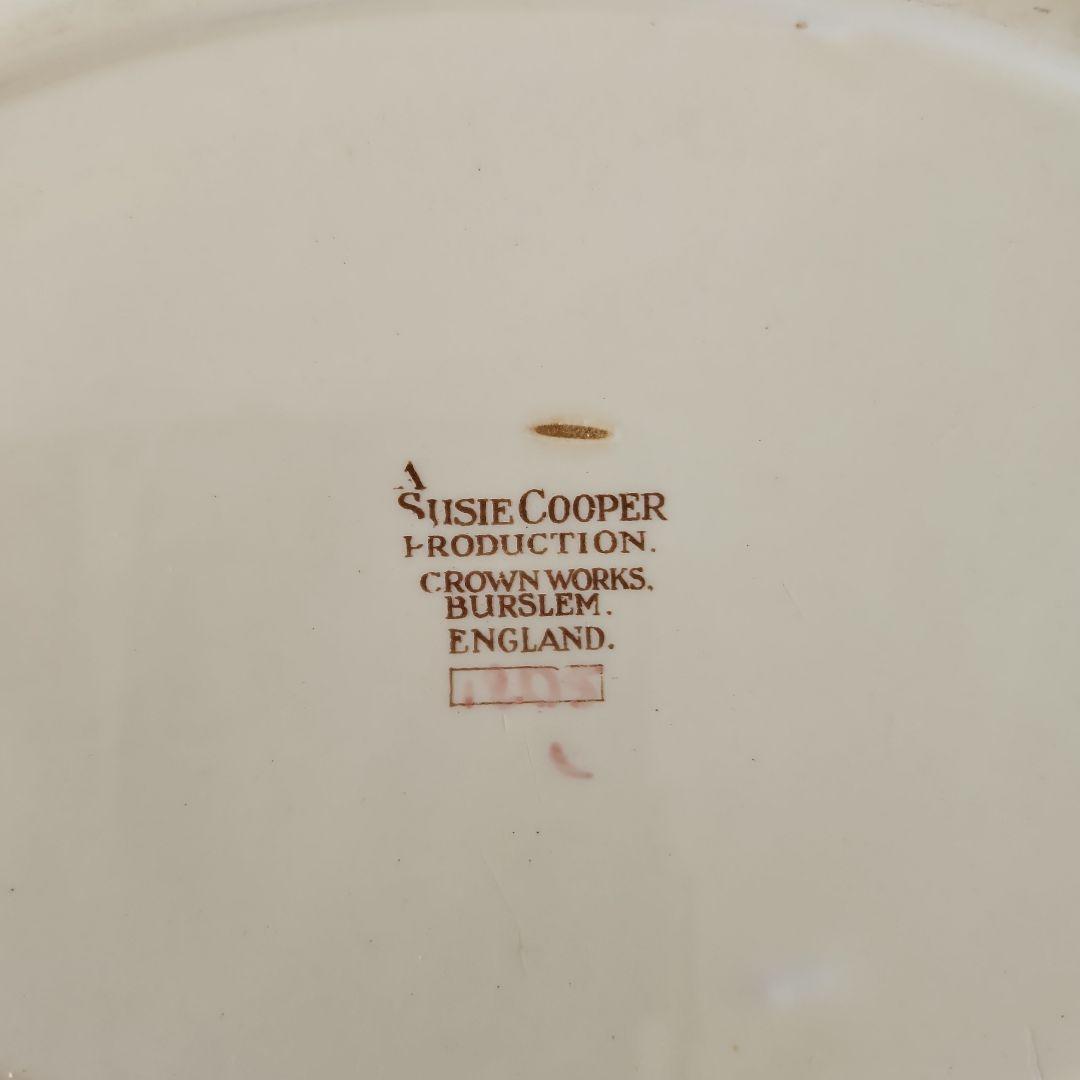 A
SUSIE COOPER
PRODUCTION.
CROWN WORKS,
BURSLEM.
ENGLAND.